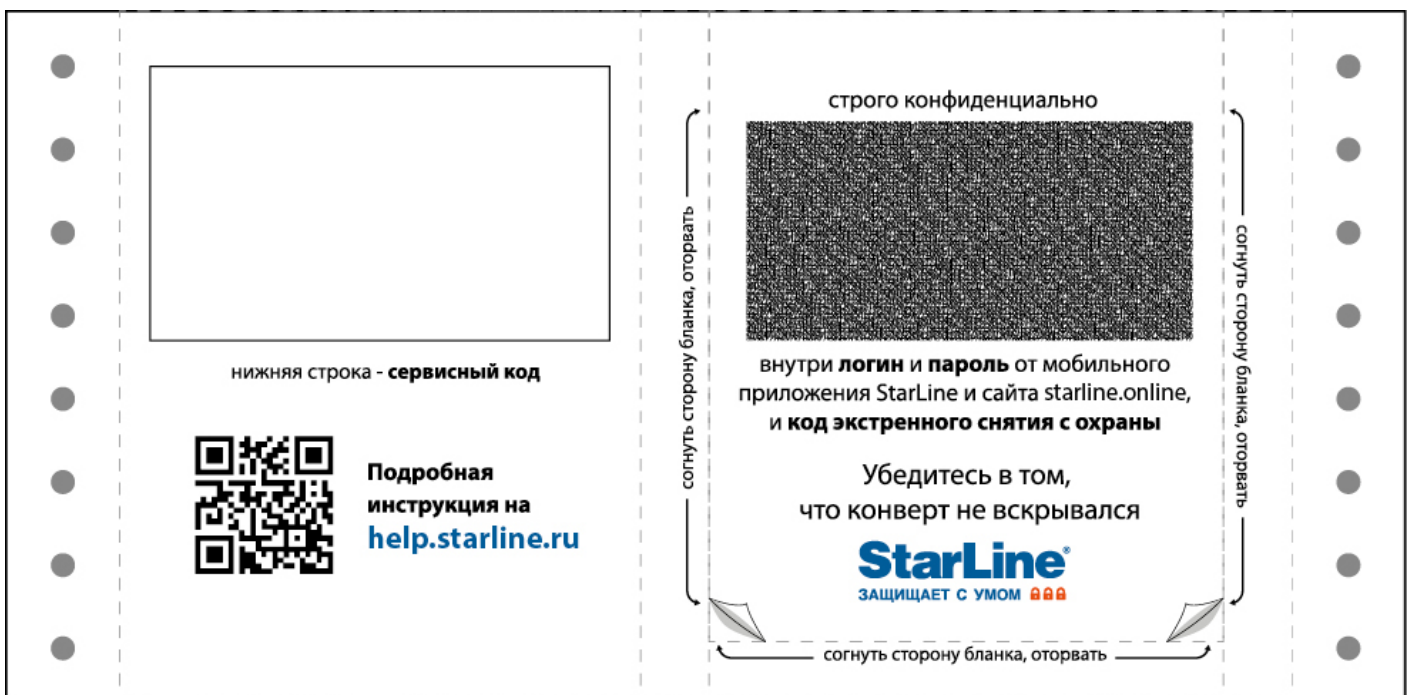 нижняя строка - сервисный код
Подробная
инструкция на
help.starline.ru
согнуть сторону бланка, оторвать
строго конфиденциально
внутри логин и пароль от мобильного
приложения StarLine и сайта starline.online,
и код экстренного снятия с охраны
Убедитесь в том,
что конверт не вскрывался
StarLine®
ЗАЩИЩАЕТ С УМОМ
согнуть сторону бланка, оторвать
согнуть сторону бланка, оторвать